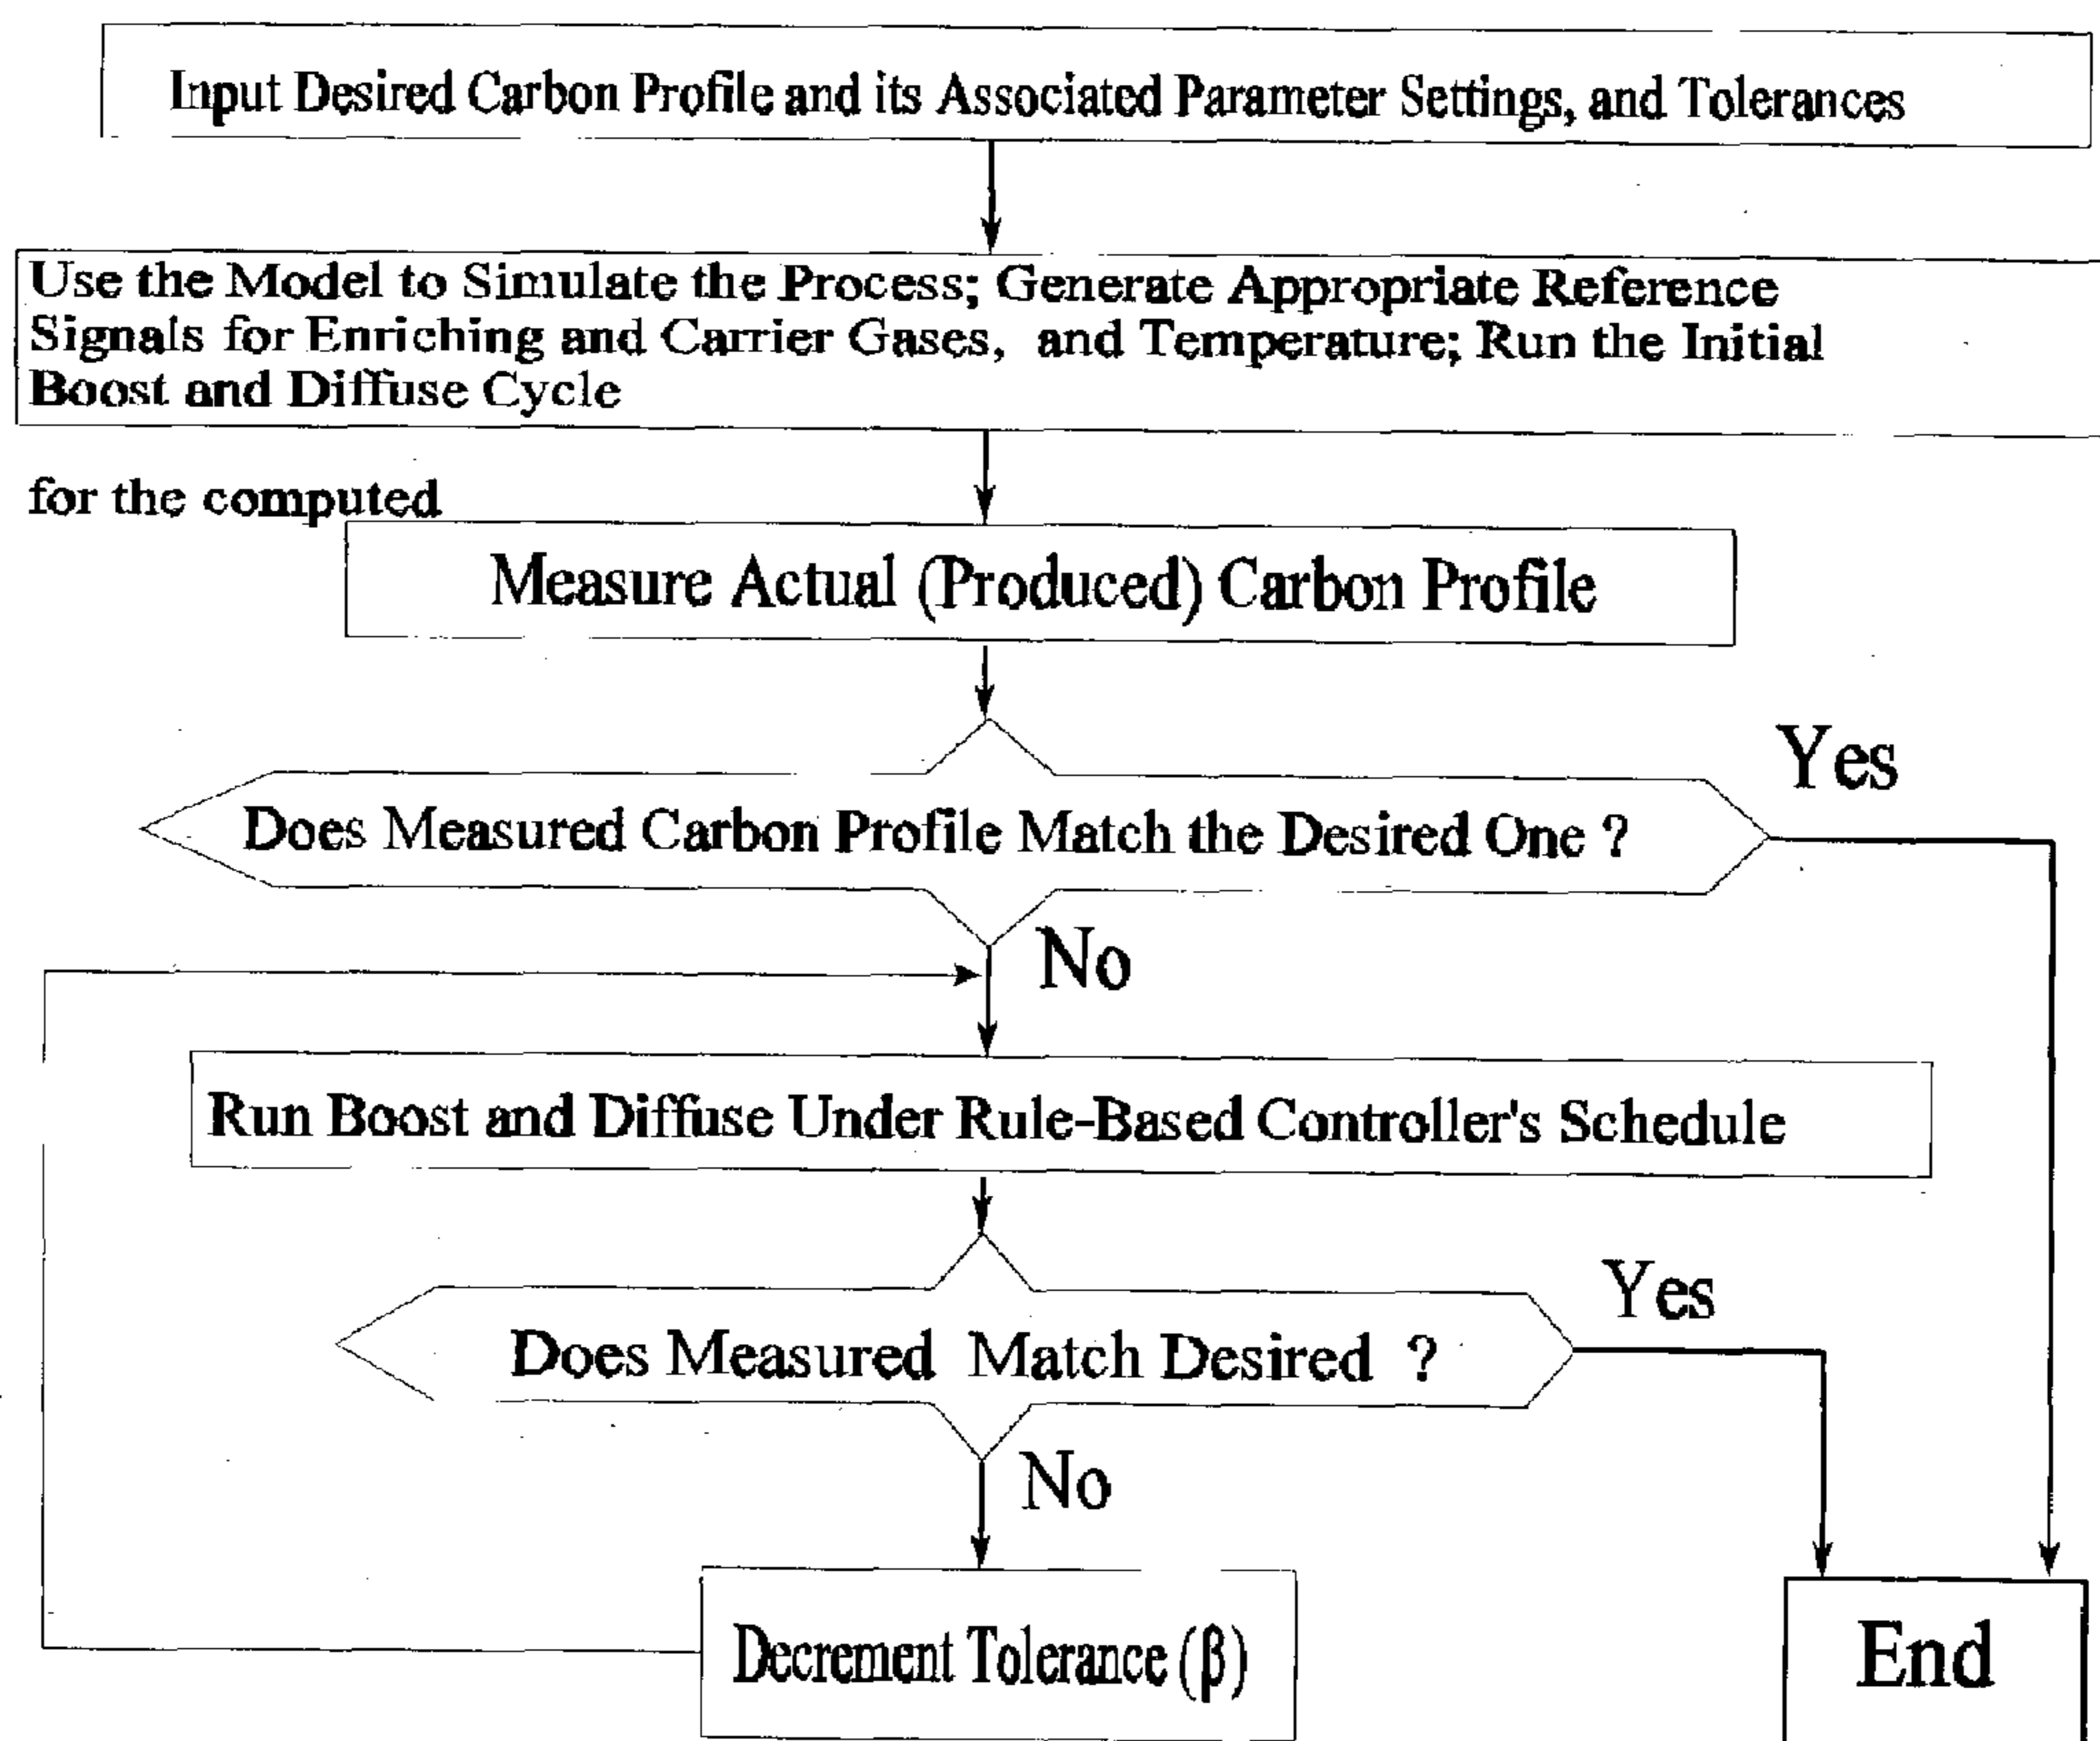 Input Desired Carbon Profile and its Associated Parameter Settings, and Tolerances
Use the Model to Simulate the Process; Generate Appropriate Reference
Signals for Enriching and Carrier Gases, and Temperature; Run the Initial
Boost and Diffuse Cycle
for the computed
Measure Actual (Produced) Carbon Profile
Yes
Does Measured Carbon Profile Match the Desired One ?
No
Run Boost and Diffuse Under Rule-Based Controller's Schedule
Yes
Does Measured Match Desired ?
No
Decrement Tolerance (β)
End